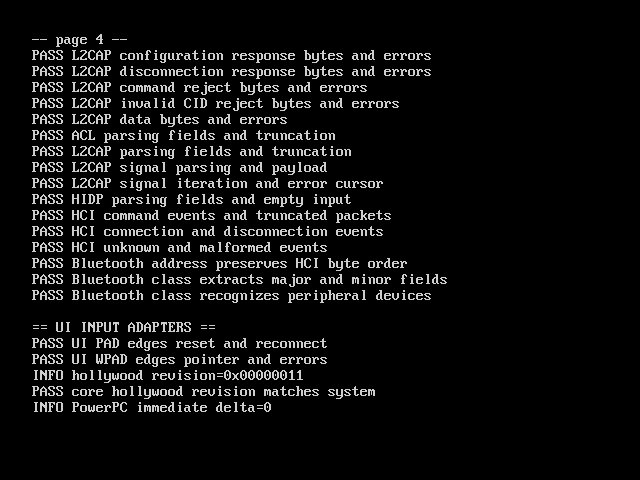 -- page 4 --
PASS L2CAP configuration response bytes and errors
PASS L2CAP disconnection response bytes and errors
PASS L2CAP command reject bytes and errors
PASS L2CAP invalid CID reject bytes and errors
PASS L2CAP data bytes and errors
PASS ACL parsing fields and truncation
PASS L2CAP parsing fields and truncation
PASS L2CAP signal parsing and payload
PASS L2CAP signal iteration and error cursor
PASS HIDP parsing fields and empty input
PASS HCI command events and truncated packets
PASS HCI connection and disconnection events
PASS HCI unknown and malformed events
PASS Bluetooth address preserves HCI byte order
PASS Bluetooth class extracts major and minor fields
PASS Bluetooth class recognizes peripheral devices
== UI INPUT ADAPTERS ==
PASS UI PAD edges reset and reconnect
PASS UI WPAD edges pointer and errors
INFO hollywood revision=0x00000011
PASS core hollywood revision matches system
INFO PowerPC immediate delta=0